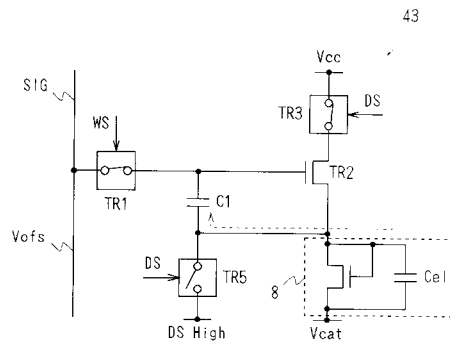 43
Vcc
SIG
TR3
DS
WS
TR2
C1
TR1
Vofs
DS
TR5
8
Cel
DS High
Vcat